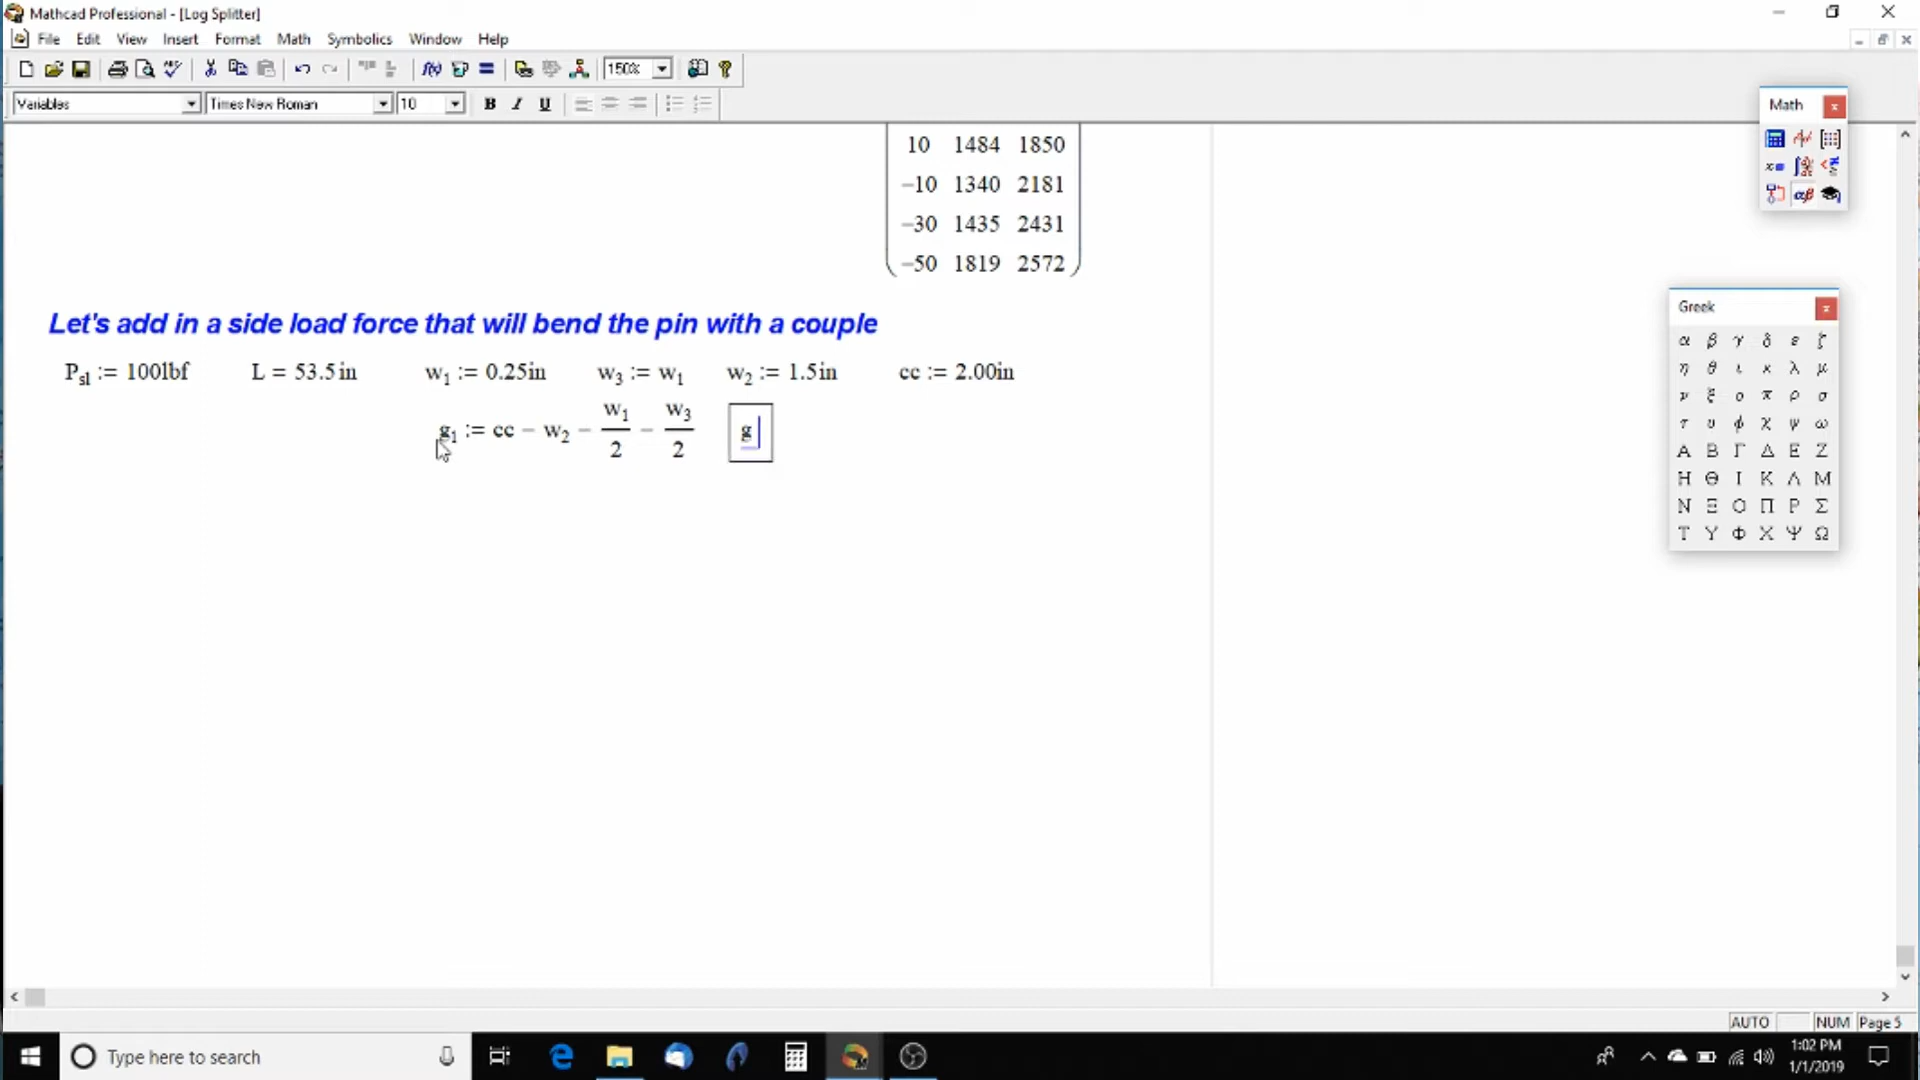 Mathcad Professional - [Log Splitter]
File Edit View Insert Format Math Symbolics Window Help
150%
Variables Times New Roman 10 B I U
Math
10 1484 1850
−10 1340 2181
−30 1435 2431
−50 1819 2572
Let's add in a side load force that will bend the pin with a couple
Psl := 100lbf L = 53.5in w1 := 0.25in w3 := w1 w2 := 1.5in cc := 2.00in
g1 := cc − w2 − w1/2 − w3/2 g
Greek
α β γ δ ε ζ
η θ ι κ λ μ
ν ξ ο π ρ σ
τ υ ϕ χ ψ ω
Α Β Γ Δ Ε Ζ
Η Θ Ι Κ Λ Μ
Ν Ξ Ο Π Ρ Σ
Τ Υ Φ Χ Ψ Ω
AUTO NUM Page 5
Type here to search
1:02 PM
1/1/2019